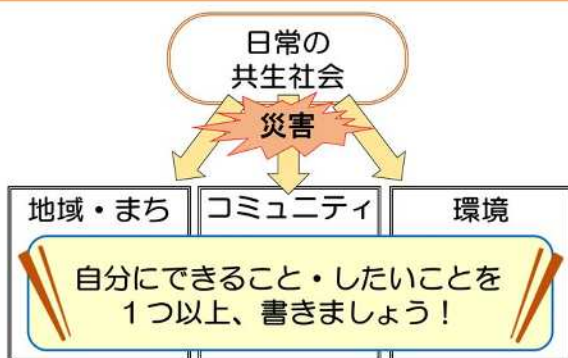 日常の
共生社会
災害
地域・まち
コミュニティ
環境
自分にできること・したいことを
１つ以上、書きましょう！